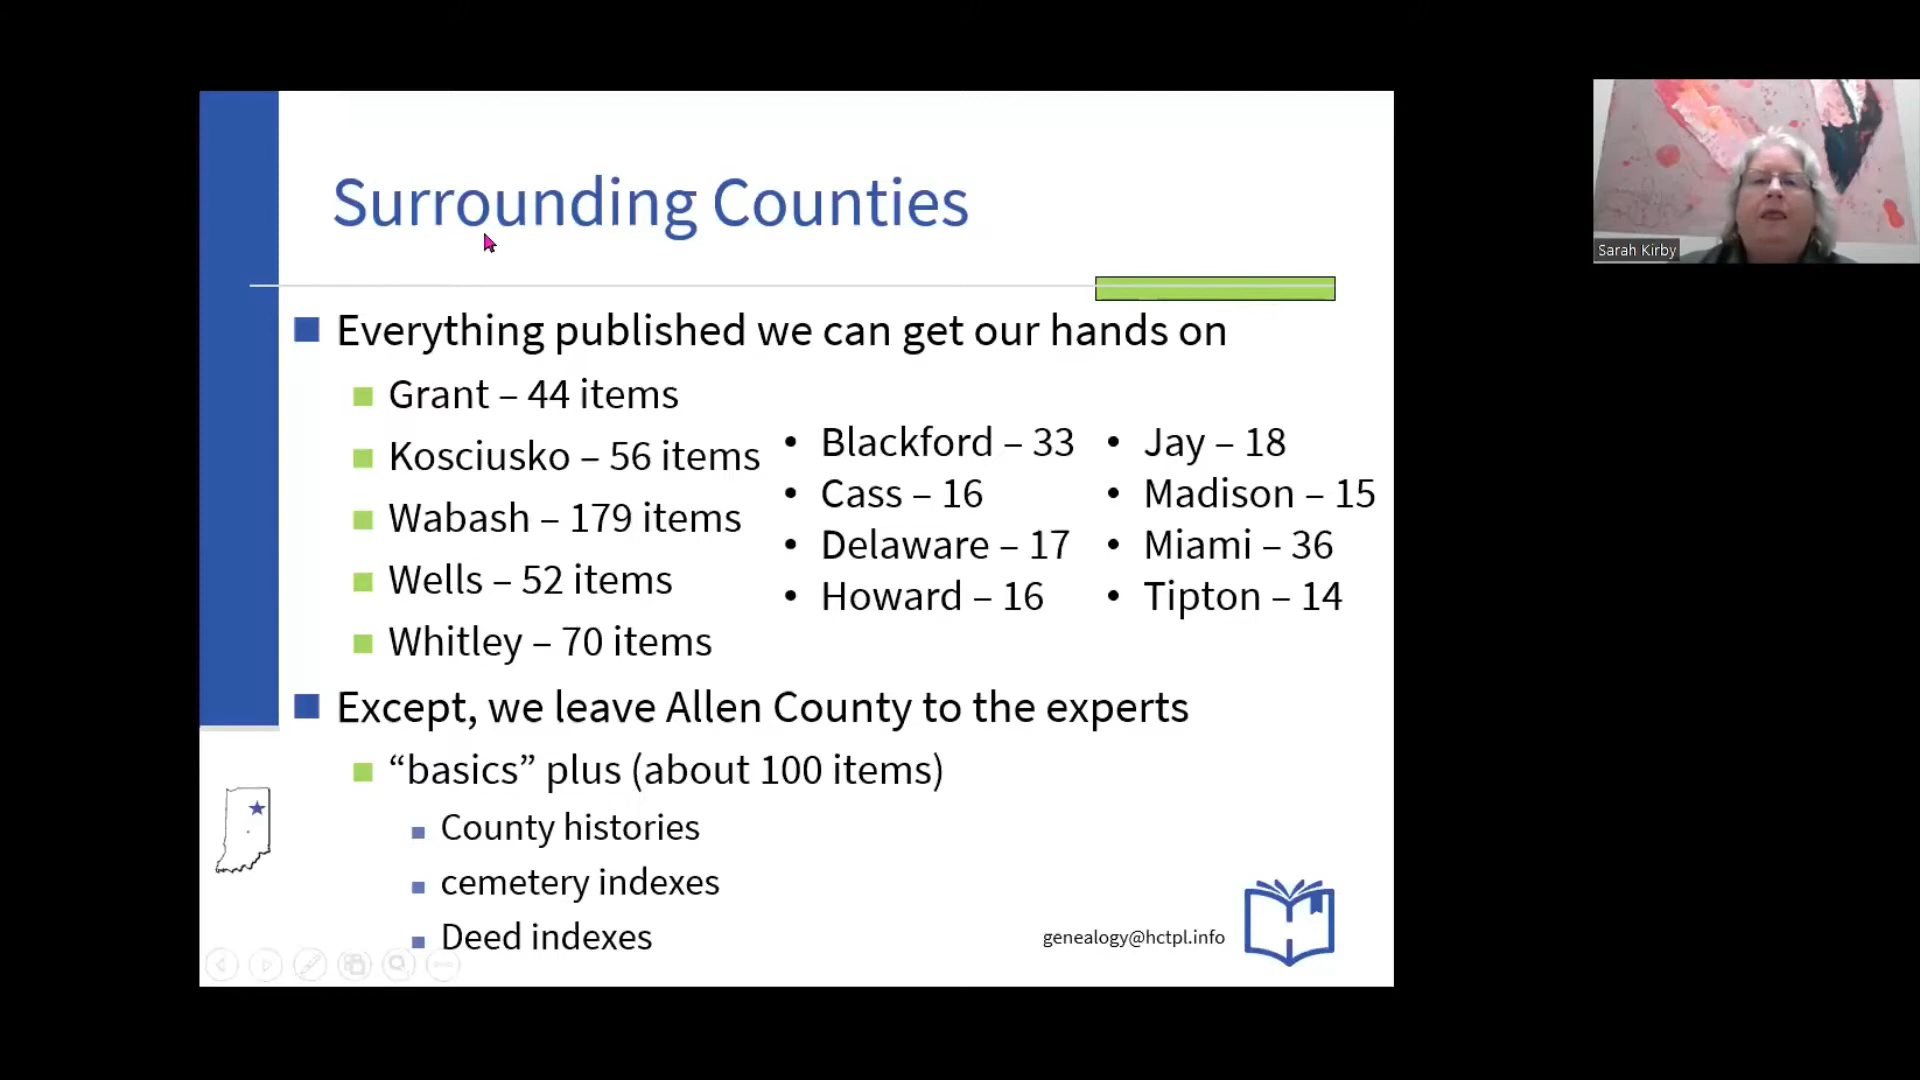 Surrounding Counties
Everything published we can get our hands on
Grant – 44 items
Kosciusko – 56 items
Wabash – 179 items
Wells – 52 items
Whitley – 70 items
• Blackford – 33
• Cass – 16
• Delaware – 17
• Howard – 16
• Jay – 18
• Madison – 15
• Miami – 36
• Tipton – 14
Except, we leave Allen County to the experts
“basics” plus (about 100 items)
County histories
cemetery indexes
Deed indexes
genealogy@hctpl.info
Sarah Kirby